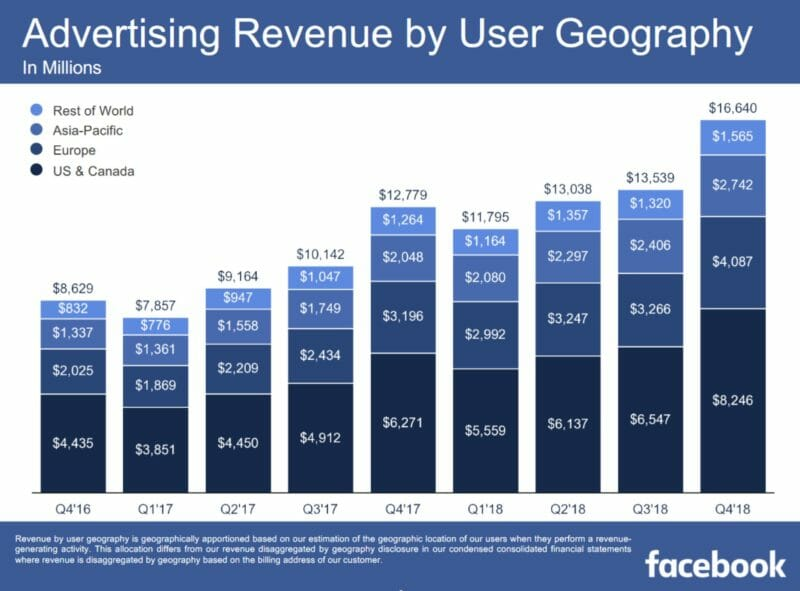 Advertising Revenue by User Geography
In Millions
Rest of World
Asia-Pacific
Europe
US & Canada
$8,629
$832
$1,337
$2,025
$4,435
Q4'16
$7,857
$776
$1,361
$1,869
$3,851
Q1'17
$9,164
$947
$1,558
$2,209
$4,450
Q2'17
$10,142
$1,047
$1,749
$2,434
$4,912
Q3'17
$12,779
$1,264
$2,048
$3,196
$6,271
Q4'17
$11,795
$1,164
$2,080
$2,992
$5,559
Q1'18
$13,038
$1,357
$2,297
$3,247
$6,137
Q2'18
$13,539
$1,320
$2,406
$3,266
$6,547
Q3'18
$16,640
$1,565
$2,742
$4,087
$8,246
Q4'18
Revenue by user geography is geographically apportioned based on our estimation of the geographic location of our users when they perform a revenue-
generating activity. This allocation differs from our revenue disaggregated by geography disclosure in our condensed consolidated financial statements
where revenue is disaggregated by geography based on the billing address of our customer.
facebook